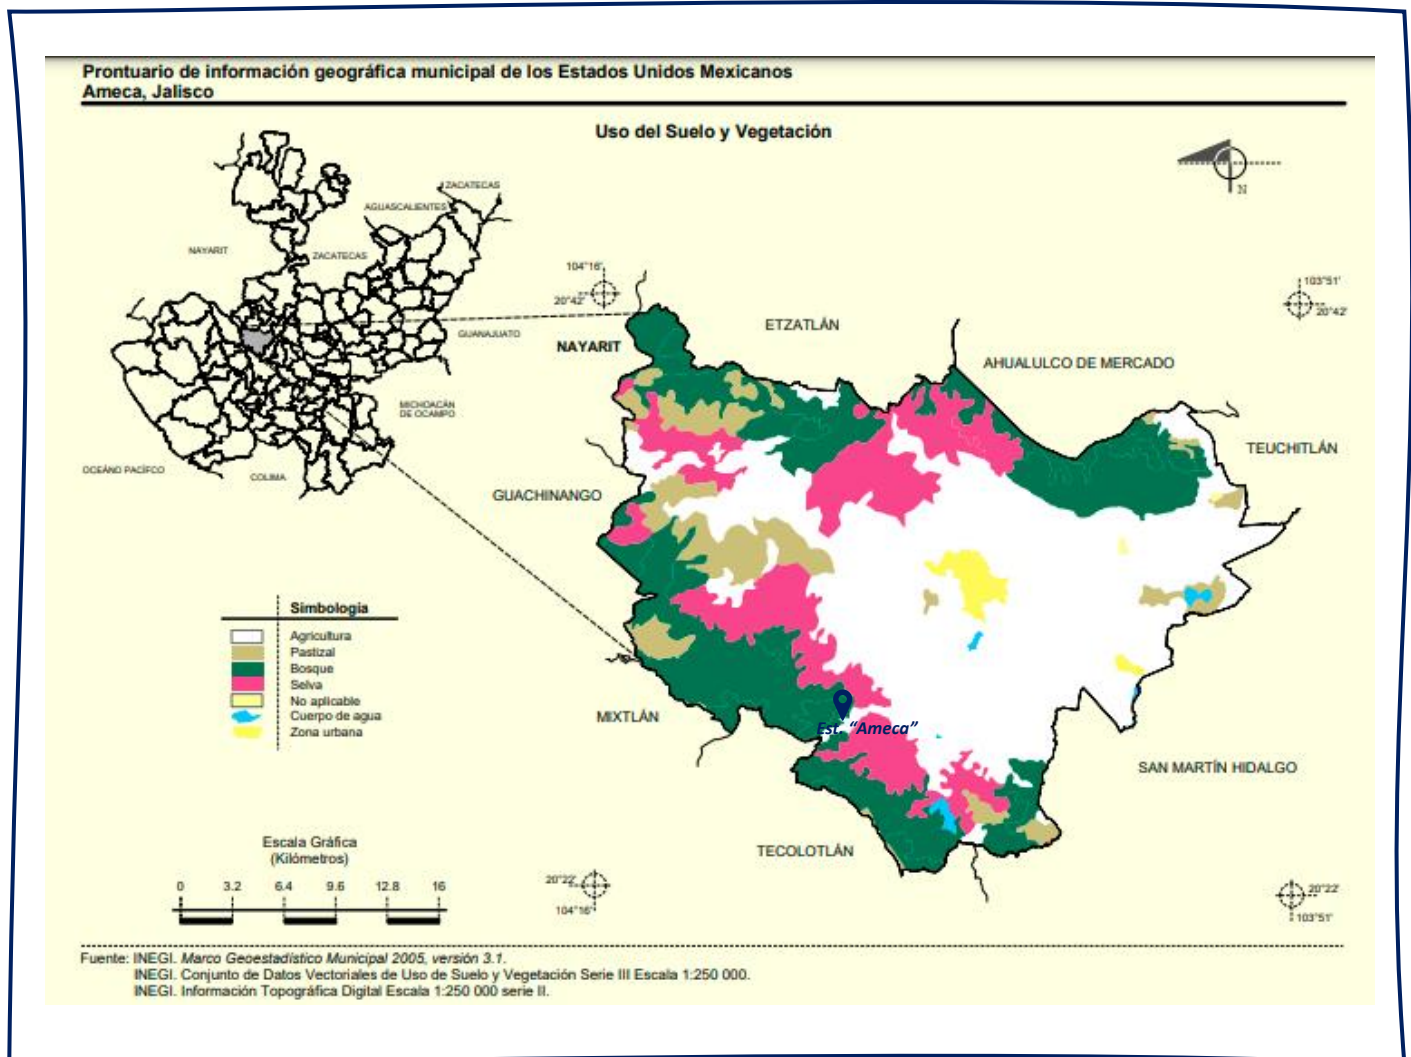 Prontuario de información geográfica municipal de los Estados Unidos Mexicanos
Ameca, Jalisco
Uso del Suelo y Vegetación
N
ZACATECAS
AGUASCALIENTES
NAYARIT
ZACATECAS
GUANAJUATO
MICHOACÁN
DE OCAMPO
OCEÁNO PACÍFCO
COLIMA
104°16'
20°42'
103°51'
20°42'
ETZATLÁN
NAYARIT
AHUALULCO DE MERCADO
TEUCHITLÁN
GUACHINANGO
MIXTLÁN
Est. “Ameca”
SAN MARTÍN HIDALGO
TECOLOTLÁN
20°22'
104°16'
20°22'
103°51'
Simbología
Agricultura
Pastizal
Bosque
Selva
No aplicable
Cuerpo de agua
Zona urbana
Escala Gráfica
(Kilómetros)
0 3.2 6.4 9.6 12.8 16
Fuente: INEGI. Marco Geoestadístico Municipal 2005, versión 3.1.
INEGI. Conjunto de Datos Vectoriales de Uso de Suelo y Vegetación Serie III Escala 1:250 000.
INEGI. Información Topográfica Digital Escala 1:250 000 serie II.